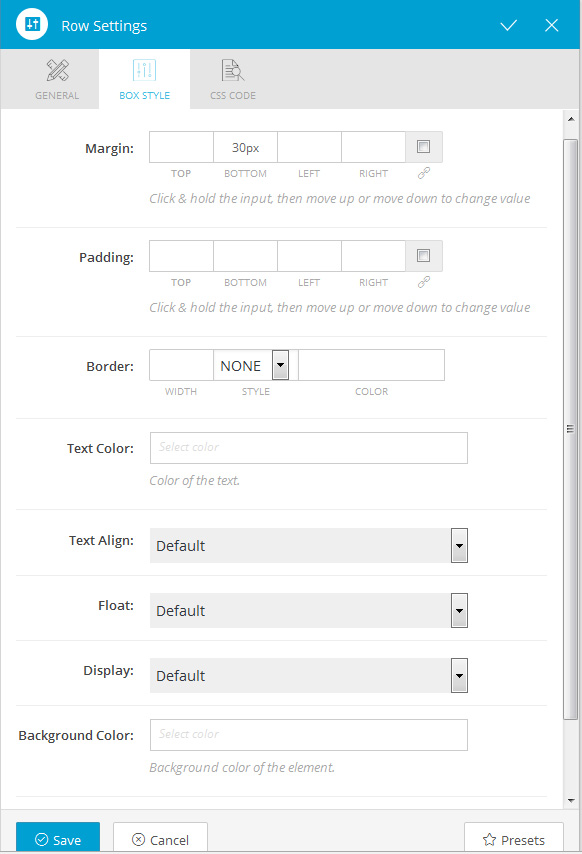 Row Settings
GENERAL BOX STYLE CSS CODE
Margin: 30px
TOP BOTTOM LEFT RIGHT
Click & hold the input, then move up or move down to change value
Padding:
TOP BOTTOM LEFT RIGHT
Click & hold the input, then move up or move down to change value
Border: NONE
WIDTH STYLE COLOR
Text Color: Select color
Color of the text.
Text Align: Default
Float: Default
Display: Default
Background Color: Select color
Background color of the element.
Save Cancel Presets